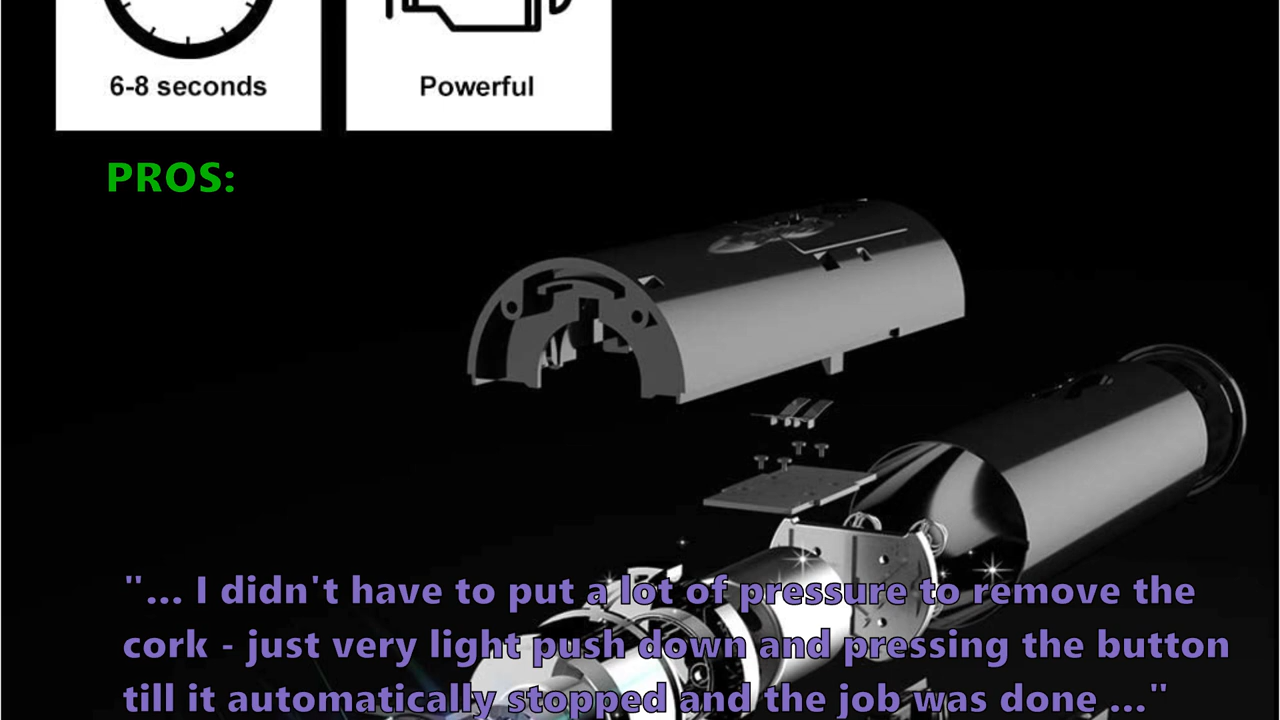 6-8 seconds
Powerful
PROS:
"... I didn't have to put a lot of pressure to remove the
cork - just very light push down and pressing the button
till it automatically stopped and the job was done ..."